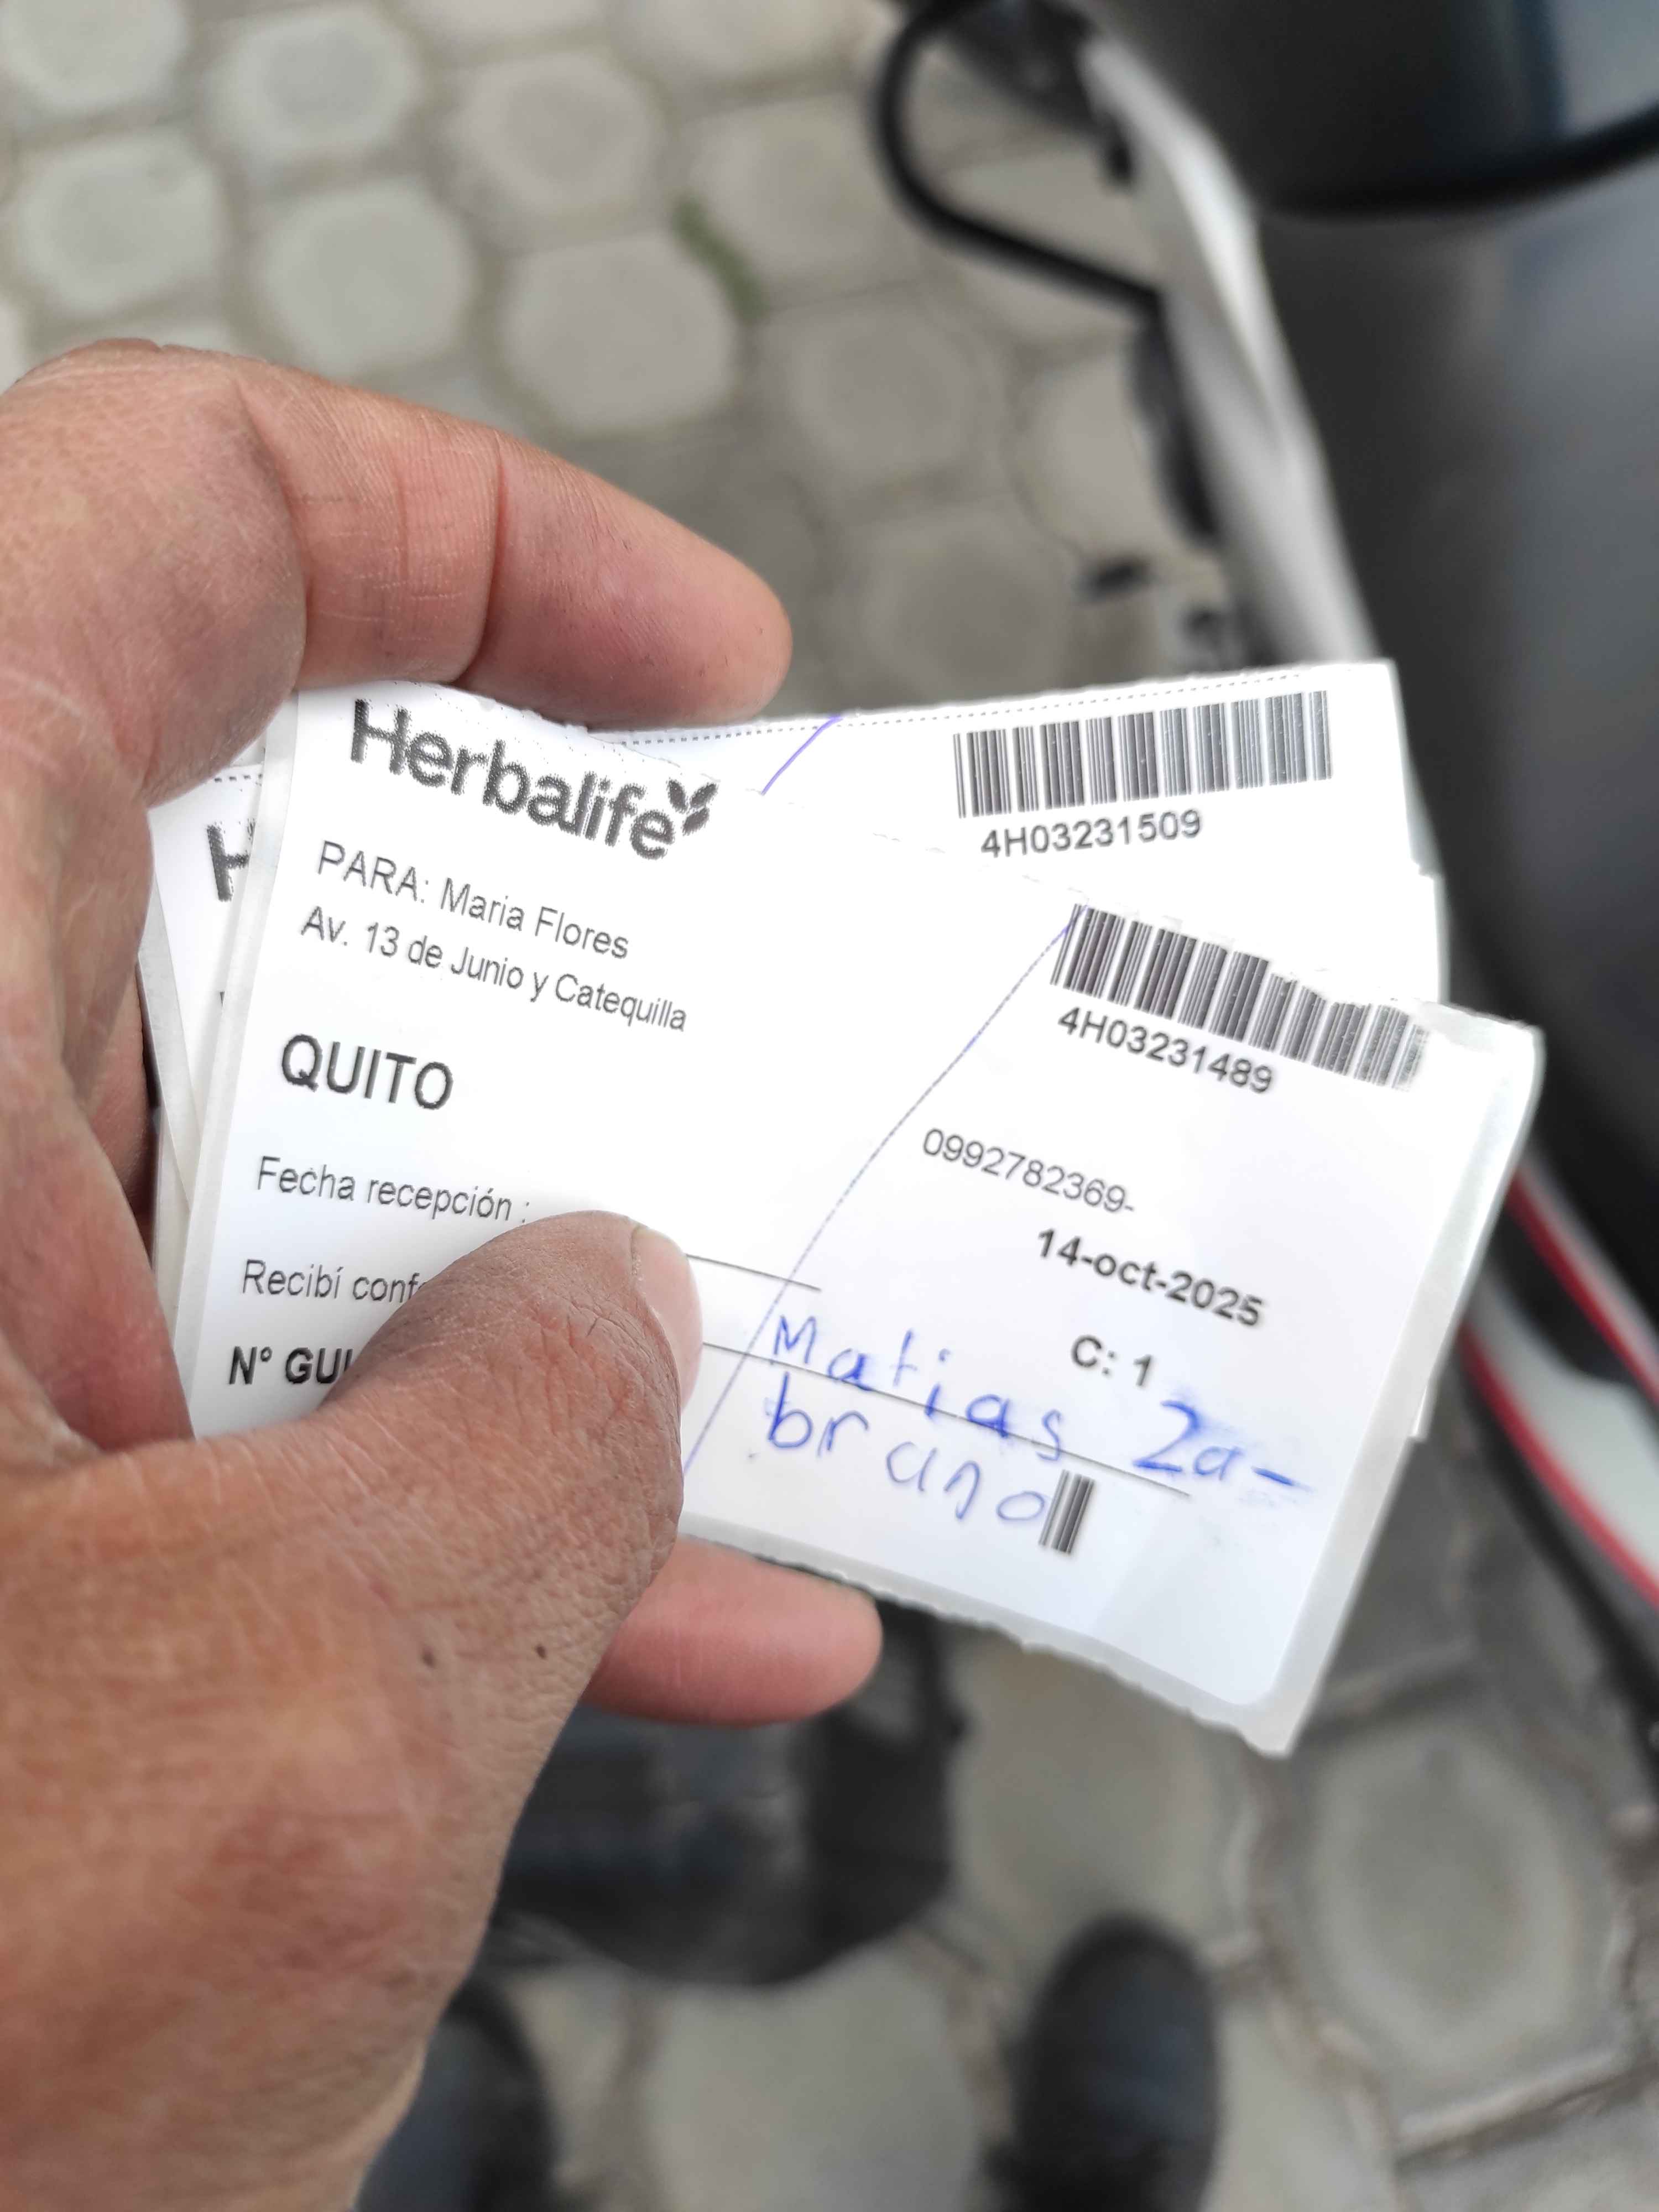 Herbalife
4H03231509
PARA: Maria Flores
Av. 13 de Junio y Catequilla
4H03231489
QUITO
0992782369-
Fecha recepción :
14-oct-2025
Recibí conf
C: 1
N° GUI
Matias Za-
brano
H